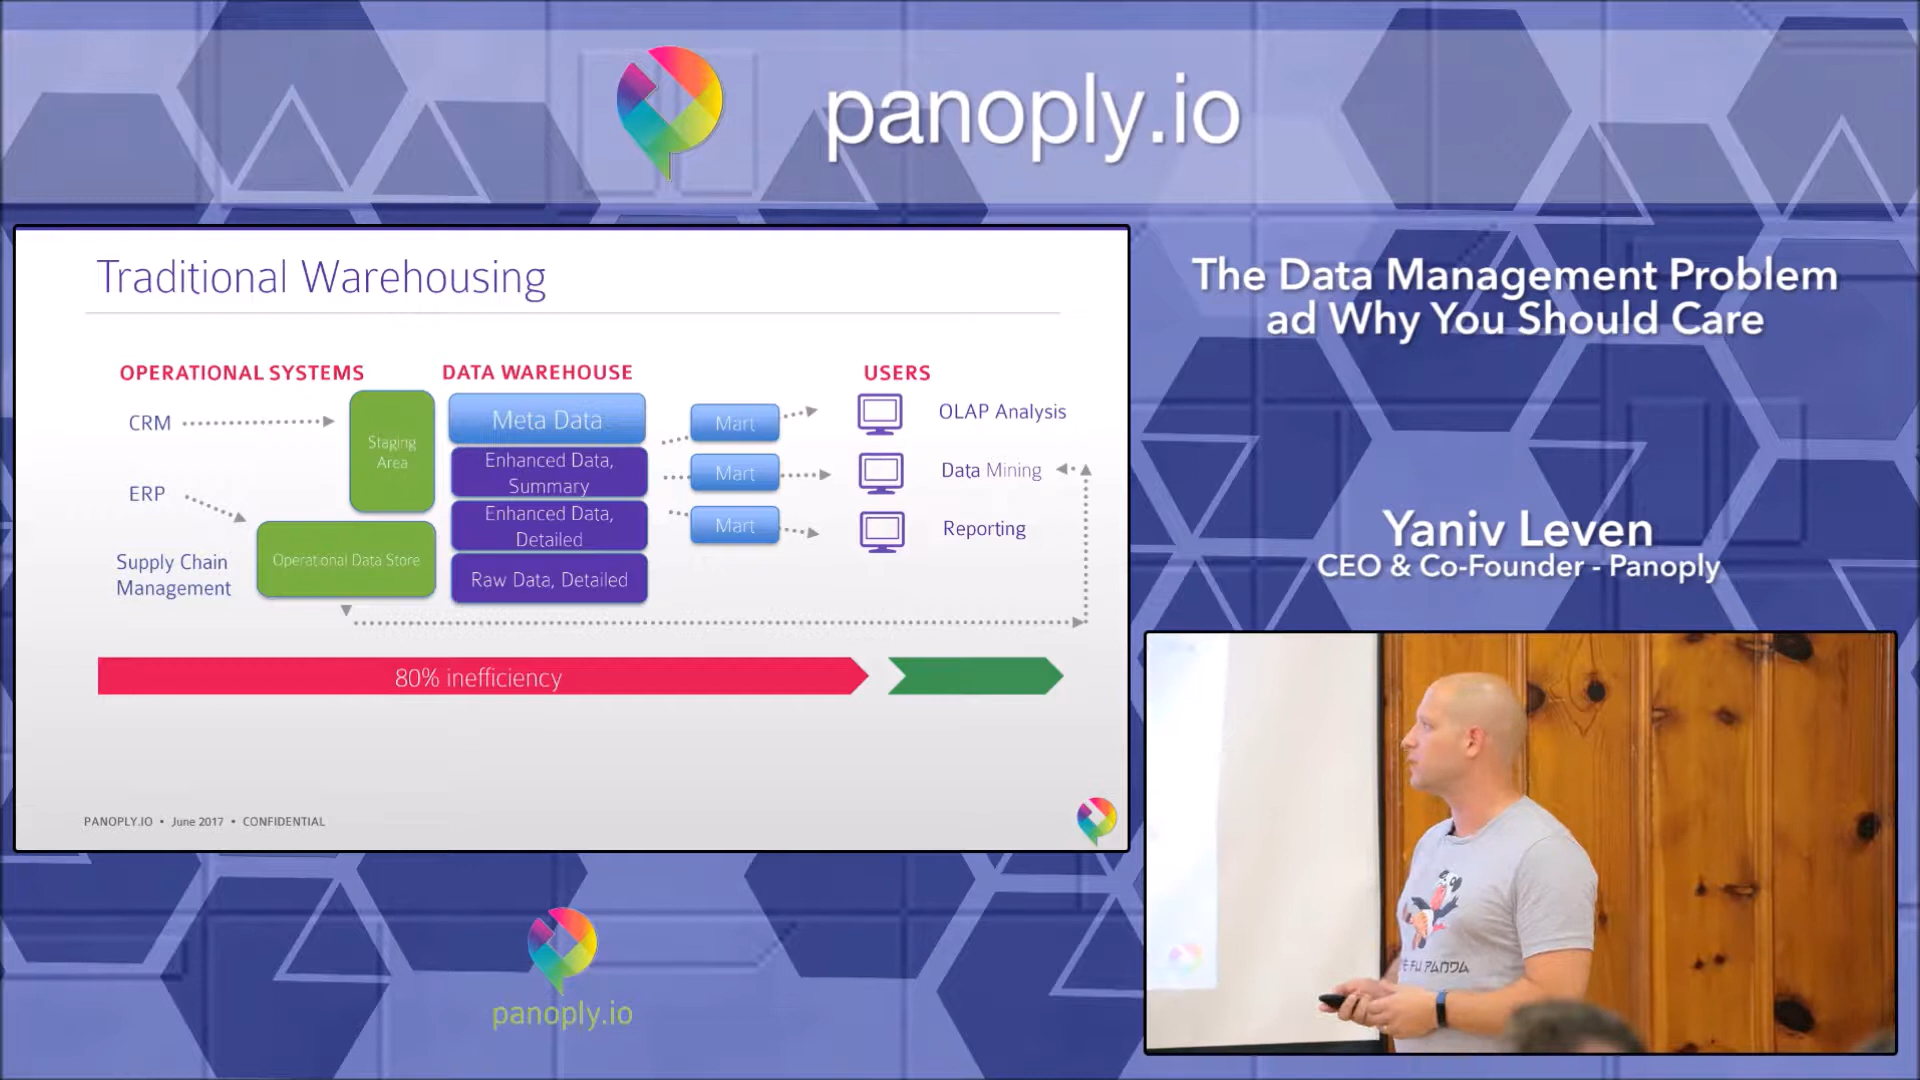 panoply.io
Traditional Warehousing
OPERATIONAL SYSTEMS
DATA WAREHOUSE
USERS
CRM
ERP
Supply Chain
Management
Staging
Area
Operational Data Store
Meta Data
Enhanced Data,
Summary
Enhanced Data,
Detailed
Raw Data, Detailed
Mart
Mart
Mart
OLAP Analysis
Data Mining
Reporting
80% inefficiency
PANOPLY.IO • June 2017 • CONFIDENTIAL
The Data Management Problem
ad Why You Should Care
Yaniv Leven
CEO & Co-Founder - Panoply
FU PANDA
panoply.io